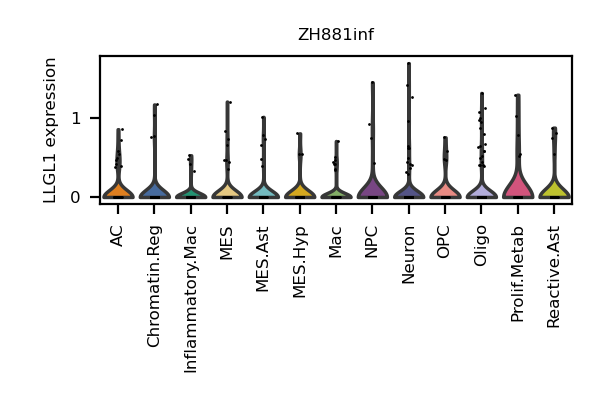 ZH881inf
LLGL1 expression
1
0
AC
Chromatin.Reg
Inflammatory.Mac
MES
MES.Ast
MES.Hyp
Mac
NPC
Neuron
OPC
Oligo
Prolif.Metab
Reactive.Ast